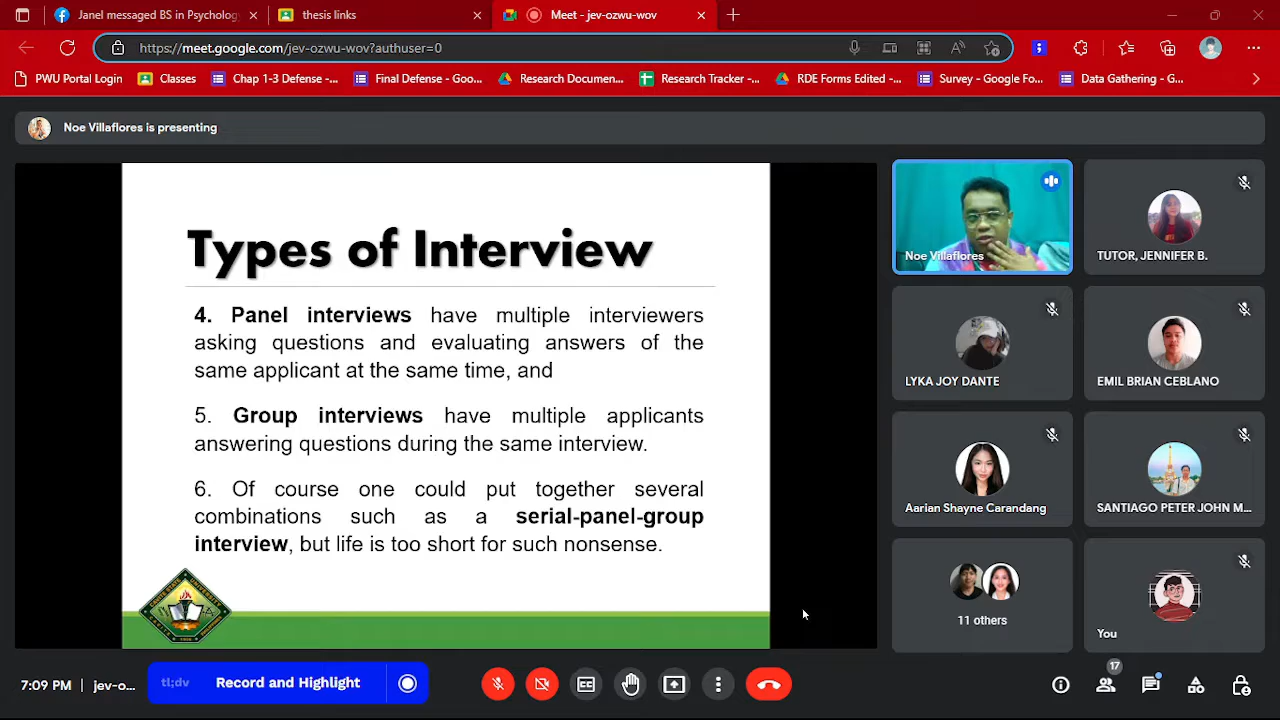 Janel messaged BS in Psycholog
thesis links
Meet - jev-ozwu-wov
https://meet.google.com/jev-ozwu-wov?authuser=0
PWU Portal Login
Classes
Chap 1-3 Defense -...
Final Defense - Goo...
Research Documen...
Research Tracker -...
RDE Forms Edited -...
Survey - Google Fo...
Data Gathering - G...
Noe Villaflores is presenting
Types of Interview
4. Panel interviews have multiple interviewers
asking questions and evaluating answers of the
same applicant at the same time, and
5. Group interviews have multiple applicants
answering questions during the same interview.
6. Of course one could put together several
combinations such as a serial-panel-group
interview, but life is too short for such nonsense.
Noe Villaflores
TUTOR, JENNIFER B.
LYKA JOY DANTE
EMIL BRIAN CEBLANO
Aarian Shayne Carandang
SANTIAGO PETER JOHN M...
11 others
You
7:09 PM | jev-o...
tl;dv Record and Highlight
17